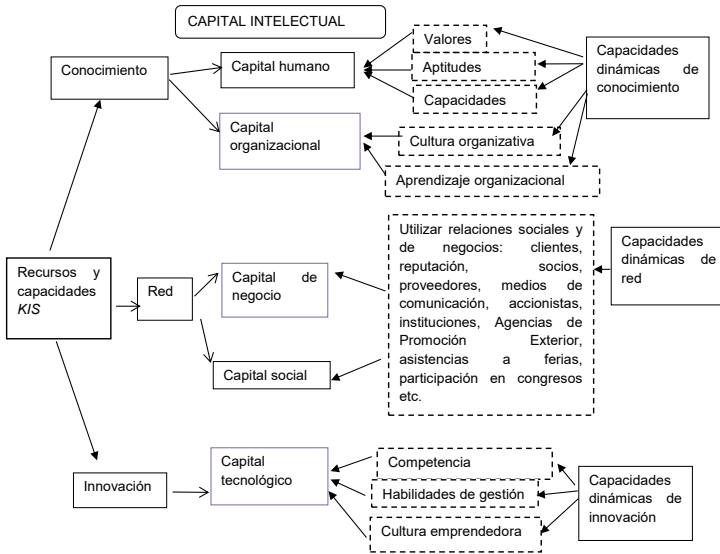 CAPITAL INTELECTUAL
Conocimiento
Capital humano
Valores
Aptitudes
Capacidades
Capacidades
dinámicas de
conocimiento
Capital
organizacional
Cultura organizativa
Aprendizaje organizacional
Recursos y
capacidades
KIS
Red
Capital de
negocio
Capital social
Utilizar relaciones sociales y
de negocios: clientes,
reputación, socios,
proveedores, medios de
comunicación, accionistas,
instituciones, Agencias de
Promoción Exterior,
asistencias a ferias,
participación en congresos
etc.
Capacidades
dinámicas de
red
Innovación
Capital
tecnológico
Competencia
Habilidades de gestión
Cultura emprendedora
Capacidades
dinámicas de
innovación